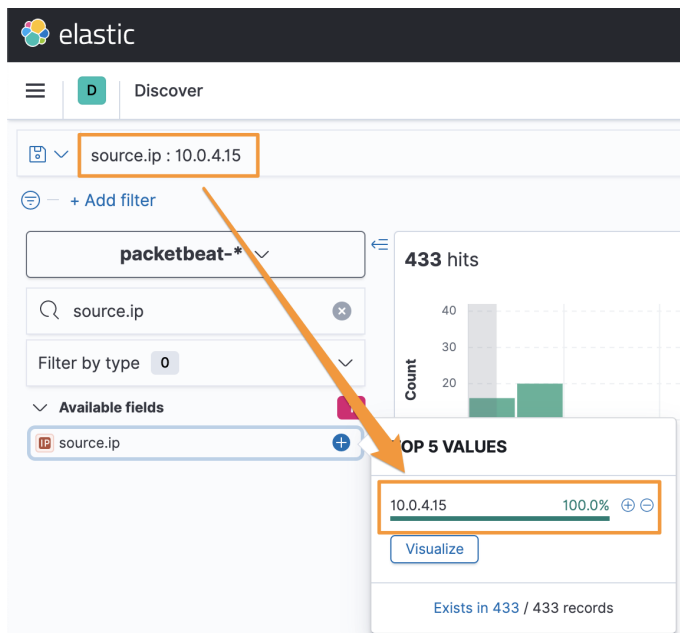 elastic
D Discover
source.ip : 10.0.4.15
+ Add filter
packetbeat-*
433 hits
source.ip
Filter by type 0
Available fields
IP source.ip
40
30
20
Count
OP 5 VALUES
10.0.4.15 100.0%
Visualize
Exists in 433 / 433 records